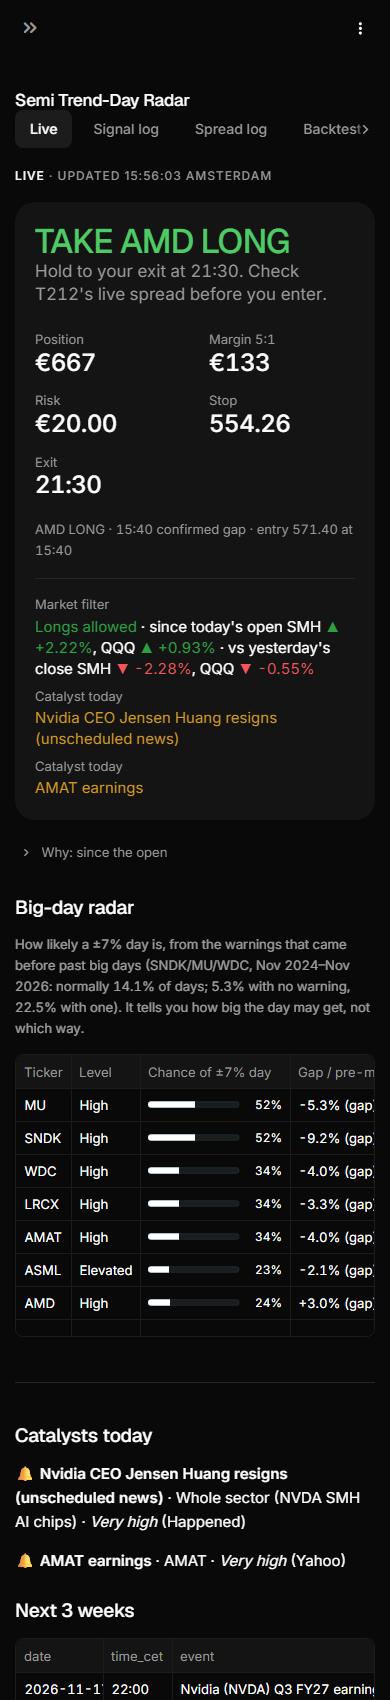 Semi Trend-Day Radar
Live Signal log Spread log Backtest
LIVE · UPDATED 15:56:03 AMSTERDAM
TAKE AMD LONG
Hold to your exit at 21:30. Check
T212's live spread before you enter.
Position Margin 5:1
€667 €133
Risk Stop
€20.00 554.26
Exit
21:30
AMD LONG · 15:40 confirmed gap · entry 571.40 at
15:40
Market filter
Longs allowed · since today's open SMH ▲
+2.22%, QQQ ▲ +0.93% · vs yesterday's
close SMH ▼ -2.28%, QQQ ▼ -0.55%
Catalyst today
Nvidia CEO Jensen Huang resigns
(unscheduled news)
Catalyst today
AMAT earnings
Why: since the open
Big-day radar
How likely a ±7% day is, from the warnings that came
before past big days (SNDK/MU/WDC, Nov 2024–Nov
2026: normally 14.1% of days; 5.3% with no warning,
22.5% with one). It tells you how big the day may get, not
which way.
Ticker Level Chance of ±7% day Gap / pre-m
MU High 52% -5.3% (gap)
SNDK High 52% -9.2% (gap)
WDC High 34% -4.0% (gap)
LRCX High 34% -3.3% (gap)
AMAT High 34% -4.0% (gap)
ASML Elevated 23% -2.1% (gap)
AMD High 24% +3.0% (gap)
Catalysts today
🔔 Nvidia CEO Jensen Huang resigns
(unscheduled news) · Whole sector (NVDA SMH
AI chips) · Very high (Happened)
🔔 AMAT earnings · AMAT · Very high (Yahoo)
Next 3 weeks
date time_cet event
2026-11-1 22:00 Nvidia (NVDA) Q3 FY27 earning